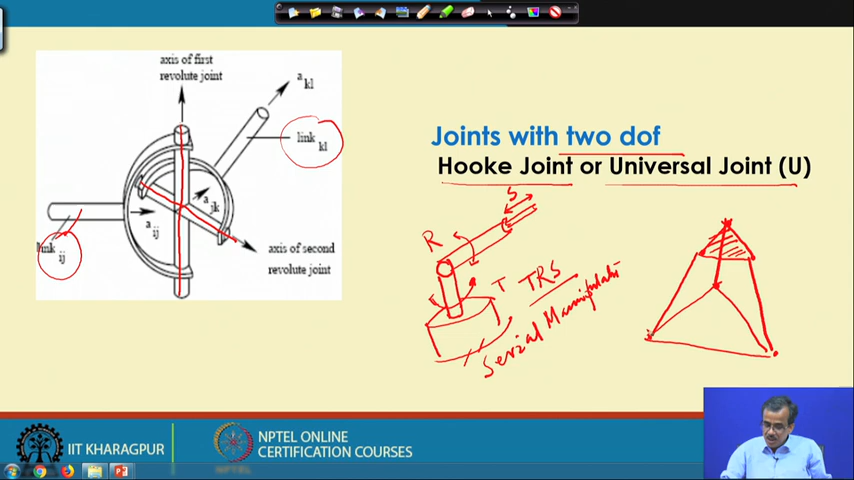 axis of first
revolute joint
a kl
link kl
a jk
a ij
link ij
axis of second
revolute joint
Joints with two dof
Hooke Joint or Universal Joint (U)
S
R
T
TRS
Serial Manipulator
IIT KHARAGPUR
NPTEL ONLINE
CERTIFICATION COURSES
NPTEL